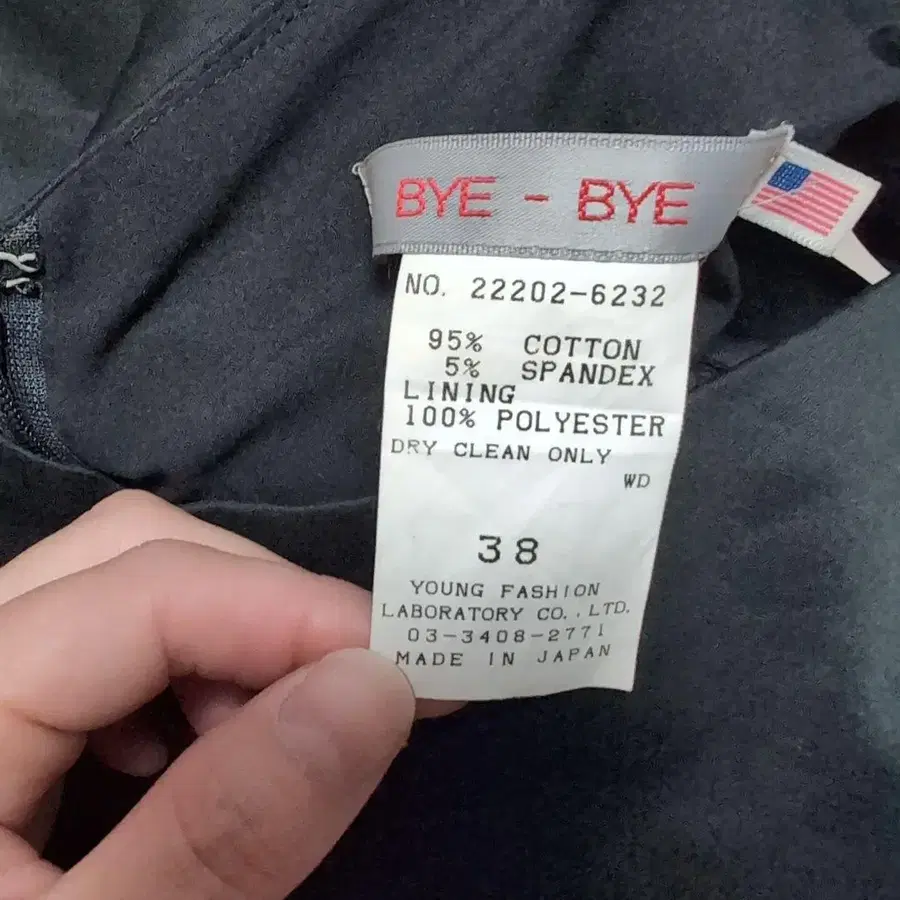 BYE - BYE
NO. 22202-6232
95% COTTON
5% SPANDEX
LINING
100% POLYESTER
DRY CLEAN ONLY
WD
38
YOUNG FASHION
LABORATORY CO.,LTD.
03-3408-2771
MADE IN JAPAN